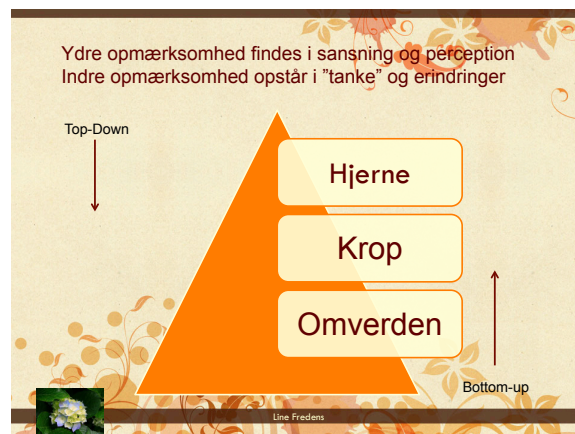 Ydre opmærksomhed findes i sansning og perception
Indre opmærksomhed opstår i ”tanke” og erindringer
Top-Down
Hjerne
Krop
Omverden
Bottom-up
Line Fredens